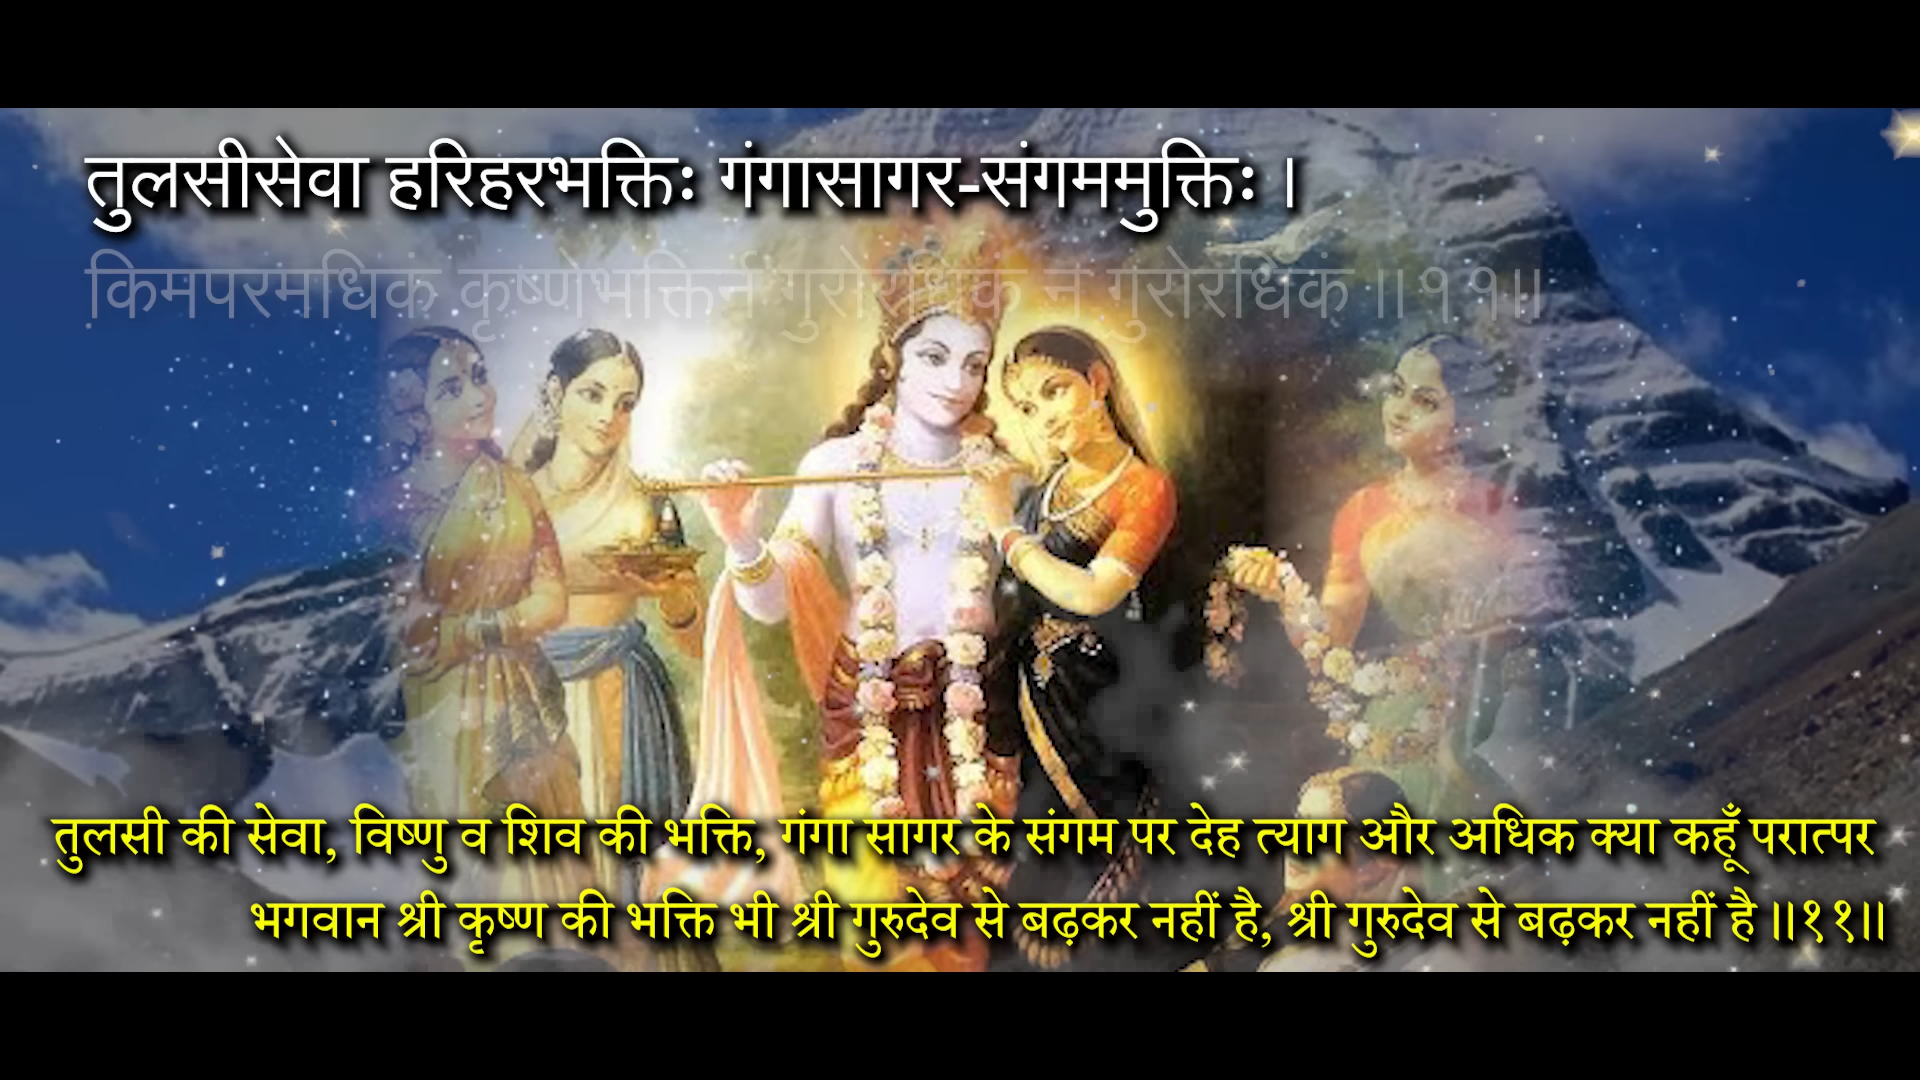 तुलसीसेवा हरिहरभक्तिः गंगासागर-संगममुक्तिः ।
किमपरमधिकं कृष्णेभक्तिर्न गुरोरधिकं न गुरोरधिकं ॥११॥
तुलसी की सेवा, विष्णु व शिव की भक्ति, गंगा सागर के संगम पर देह त्याग और अधिक क्या कहूँ परात्पर
भगवान श्री कृष्ण की भक्ति भी श्री गुरुदेव से बढ़कर नहीं है, श्री गुरुदेव से बढ़कर नहीं है ॥११॥